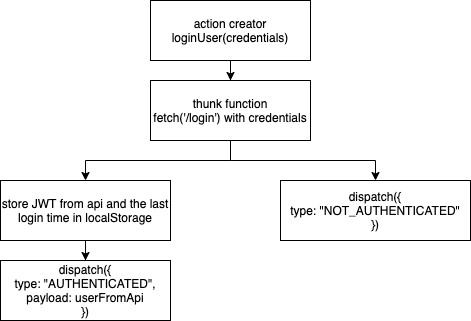 action creator
loginUser(credentials)
thunk function
fetch('/login') with credentials
store JWT from api and the last
login time in localStorage
dispatch({
type: "NOT_AUTHENTICATED"
})
dispatch({
type: "AUTHENTICATED",
payload: userFromApi
})